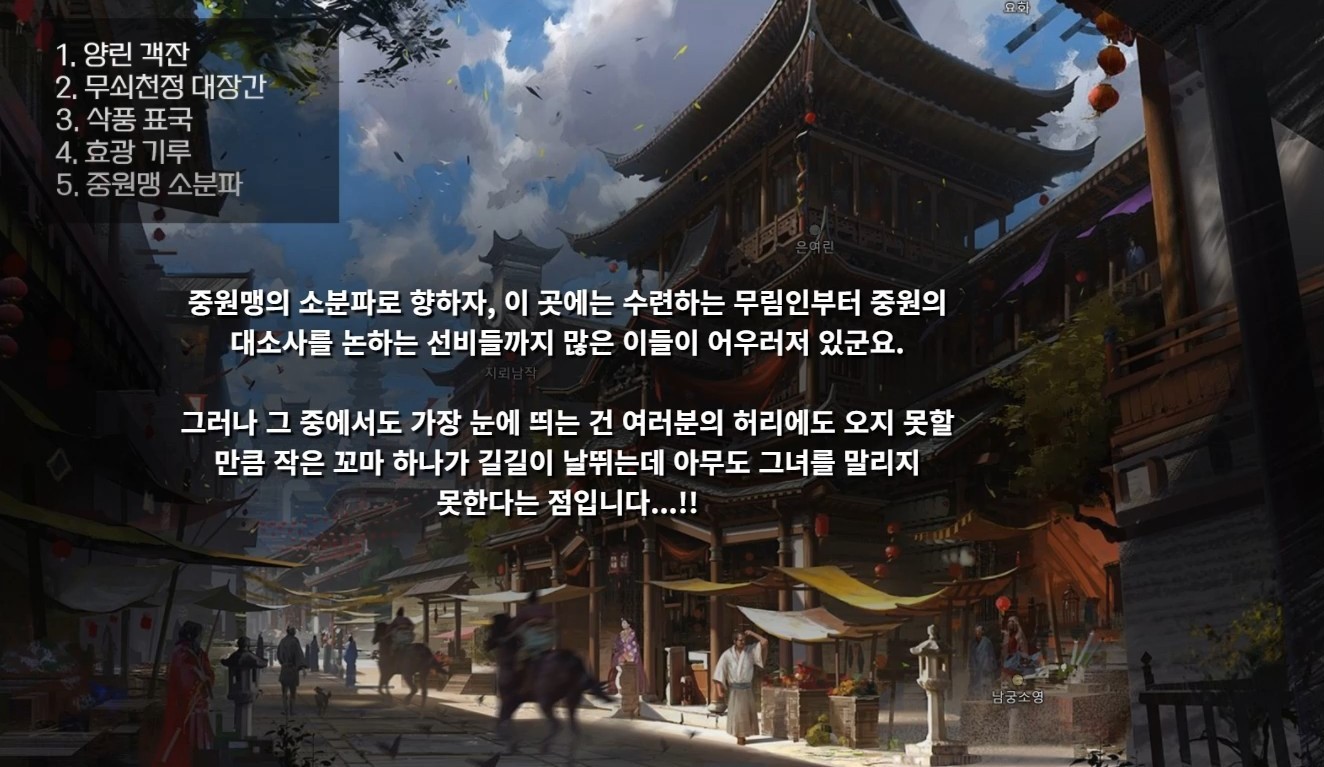 요화
1. 양린 객잔
2. 무쇠천정 대장간
3. 삭풍 표국
4. 효광 기루
5. 중원맹 소분파
은여린
중원맹의 소분파로 향하자, 이 곳에는 수련하는 무림인부터 중원의
대소사를 논하는 선비들까지 많은 이들이 어우러져 있군요.
지뢰남작
그러나 그 중에서도 가장 눈에 띄는 건 여러분의 허리에도 오지 못할
만큼 작은 꼬마 하나가 길길이 날뛰는데 아무도 그녀를 말리지
못한다는 점입니다...!!
남궁소영